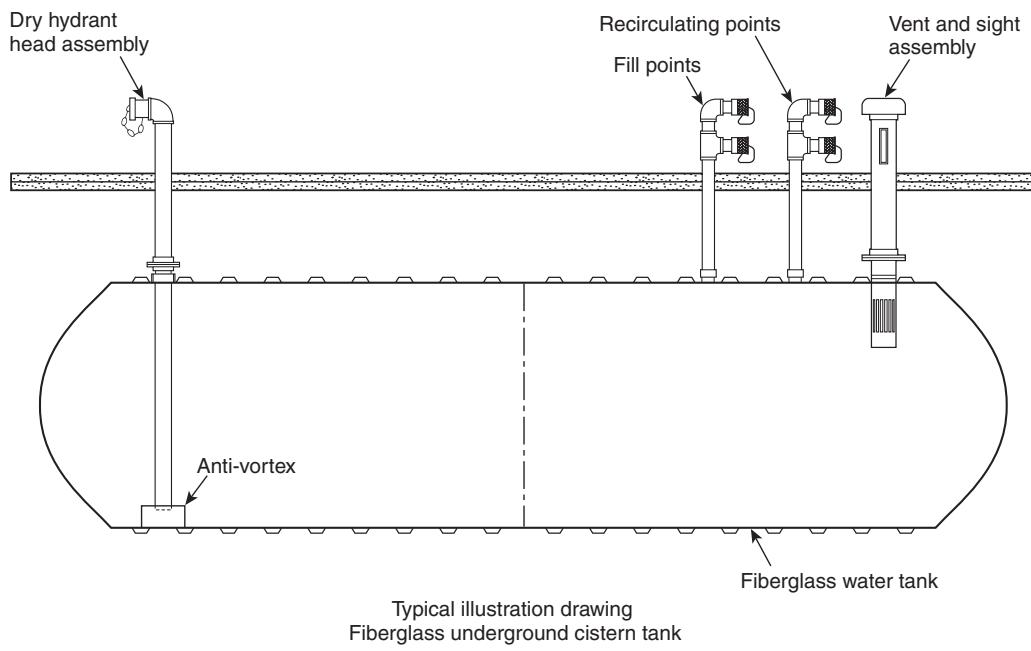 Dry hydrant
head assembly
Recirculating points
Fill points
Vent and sight
assembly
Anti-vortex
Fiberglass water tank
Typical illustration drawing
Fiberglass underground cistern tank